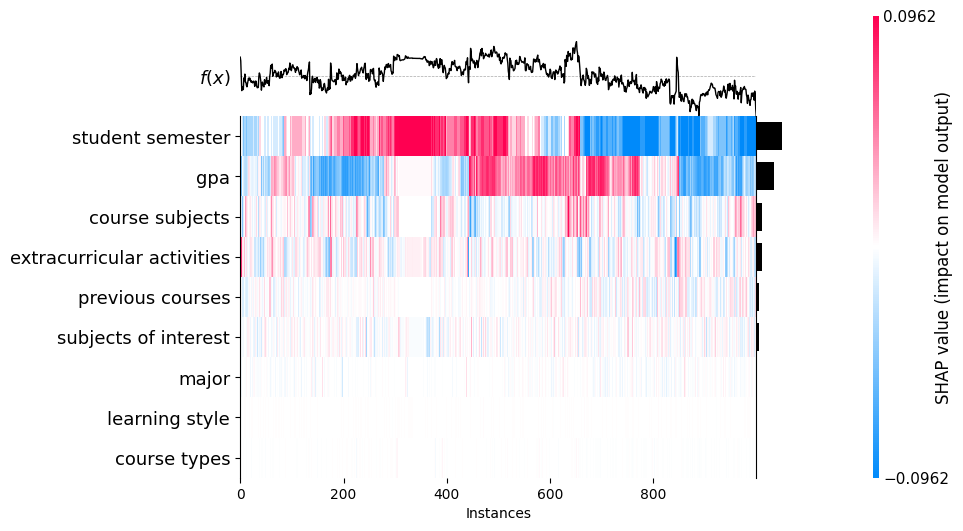 0.0962
f(x)
student semester
gpa
course subjects
extracurricular activities
previous courses
subjects of interest
major
learning style
course types
0 200 400 600 800
Instances
−0.0962
SHAP value (impact on model output)